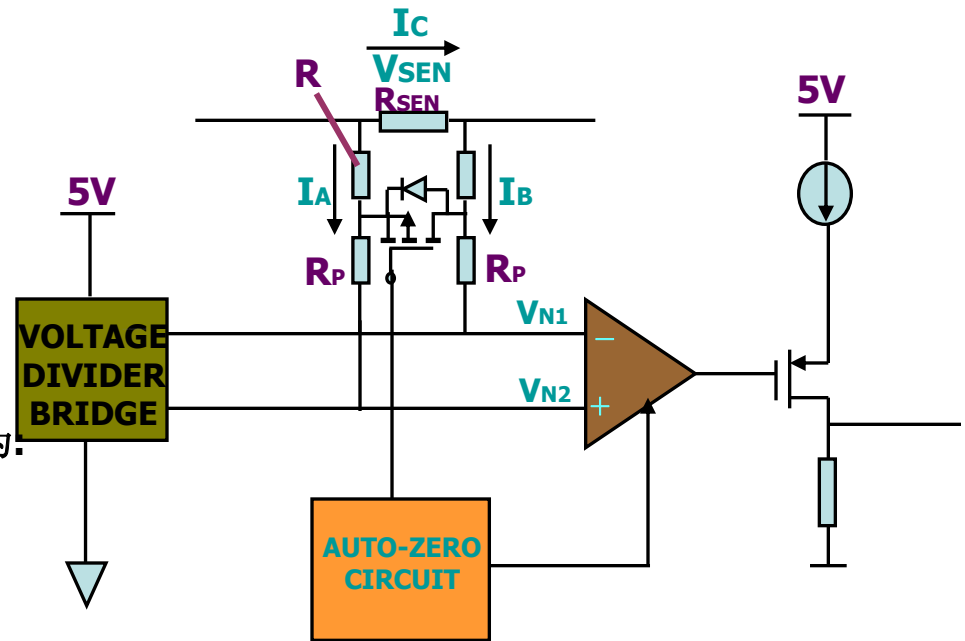 IC
VSEN
R
RSEN
5V
5V
IA
IB
RP
RP
VOLTAGE
DIVIDER
BRIDGE
VN1
−
VN2
+
AUTO-ZERO
CIRCUIT